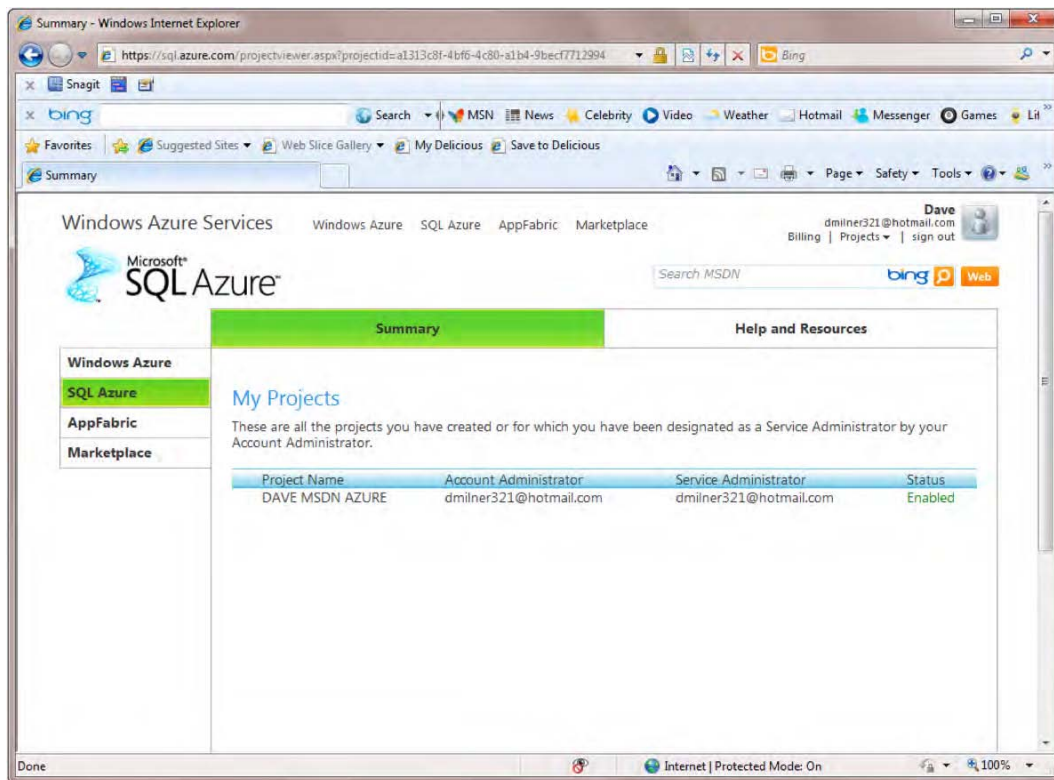 Summary - Windows Internet Explorer
https://sql.azure.com/projectviewer.aspx?projectid=a1313c8f-4bf6-4c80-a1b4-9becf7712994 Bing
x Snagit
x bing Search MSN News Celebrity Video Weather Hotmail Messenger Games Lif
Favorites Suggested Sites Web Slice Gallery My Delicious Save to Delicious
Summary Page Safety Tools
Dave
Windows Azure Services Windows Azure SQL Azure AppFabric Marketplace dmilner321@hotmail.com
Billing | Projects | sign out
Microsoft®
SQL Azure™ Search MSDN bing Web
Summary Help and Resources
Windows Azure
SQL Azure
AppFabric
Marketplace
My Projects
These are all the projects you have created or for which you have been designated as a Service Administrator by your
Account Administrator.
Project Name Account Administrator Service Administrator Status
DAVE MSDN AZURE dmilner321@hotmail.com dmilner321@hotmail.com Enabled
Done Internet | Protected Mode: On 100%